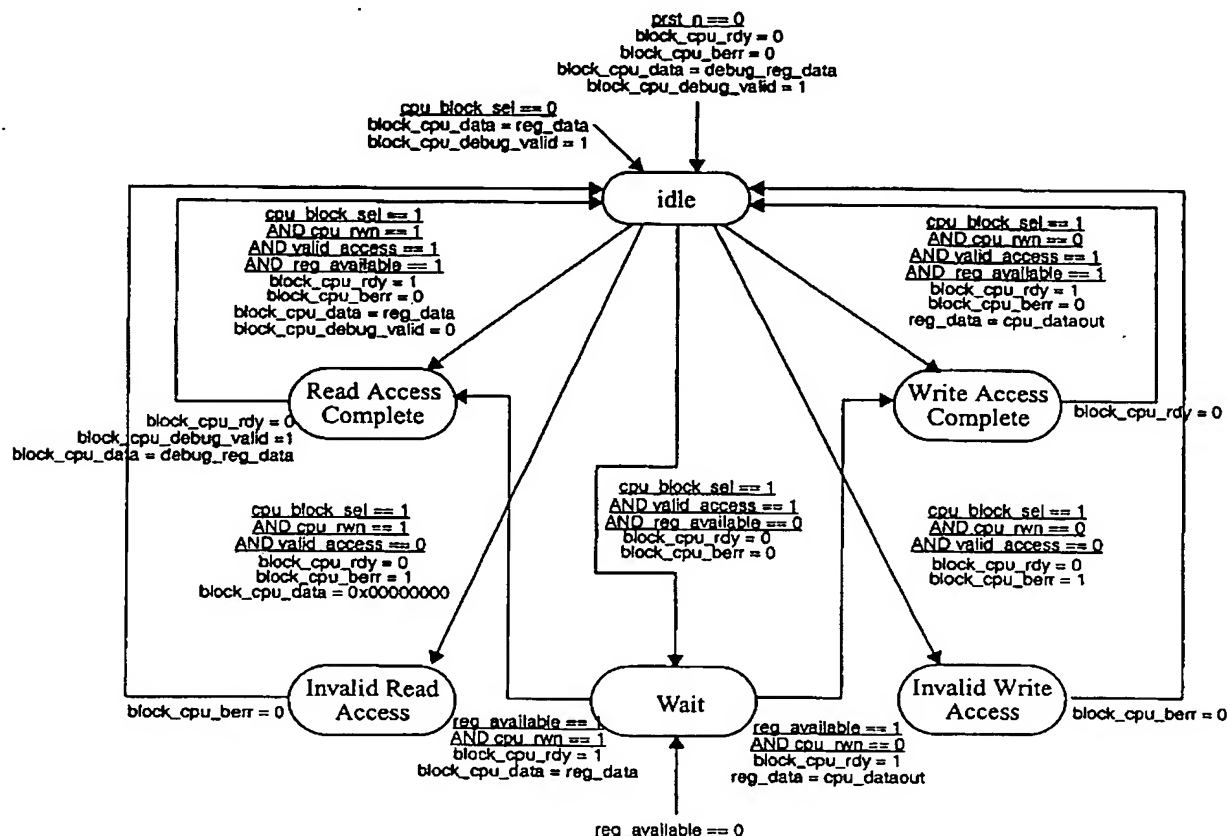 prst_n == 0
block_cpu_rdy = 0
block_cpu_berr = 0
block_cpu_data = debug_reg_data
block_cpu_debug_valid = 1
cpu_block_sel == 0
block_cpu_data = reg_data
block_cpu_debug_valid = 1
idle
cpu_block_sel == 1
AND cpu_rwn == 1
AND valid_access == 1
AND reg_available == 1
block_cpu_rdy = 1
block_cpu_berr = 0
block_cpu_data = reg_data
block_cpu_debug_valid = 0
cpu_block_sel == 1
AND cpu_rwn == 0
AND valid_access == 1
AND reg_available == 1
block_cpu_rdy = 1
block_cpu_berr = 0
reg_data = cpu_dataout
Read Access
Complete
Write Access
Complete
block_cpu_rdy = 0
block_cpu_debug_valid =1
block_cpu_data = debug_reg_data
block_cpu_rdy = 0
cpu_block_sel == 1
AND cpu_rwn == 1
AND valid_access == 0
block_cpu_rdy = 0
block_cpu_berr = 1
block_cpu_data = 0x00000000
cpu_block_sel == 1
AND valid_access == 1
AND reg_available == 0
block_cpu_rdy = 0
block_cpu_berr = 0
cpu_block_sel == 1
AND cpu_rwn == 0
AND valid_access == 0
block_cpu_rdy = 0
block_cpu_berr = 1
Invalid Read
Access
Wait
Invalid Write
Access
block_cpu_berr = 0
block_cpu_berr = 0
reg_available == 1
AND cpu_rwn == 1
block_cpu_rdy = 1
block_cpu_data = reg_data
reg_available == 1
AND cpu_rwn == 0
block_cpu_rdy = 1
reg_data = cpu_dataout
reg_available == 0